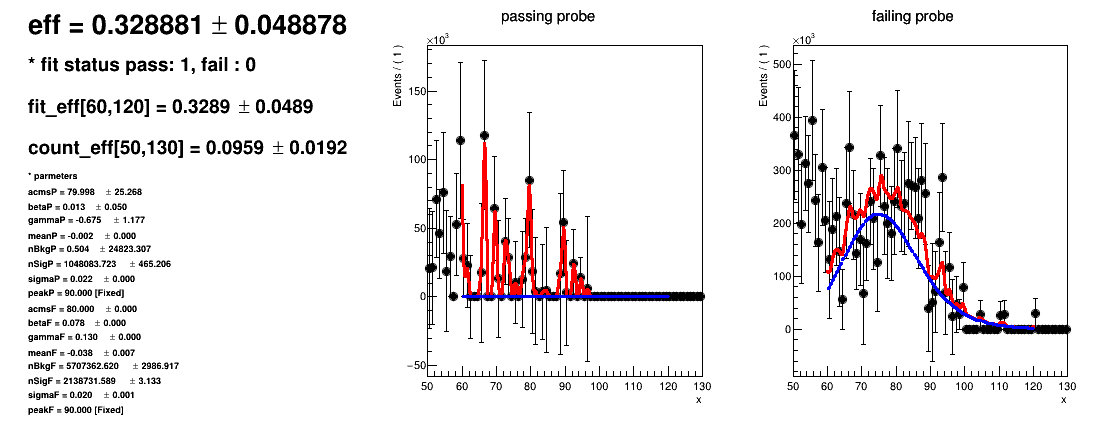 eff = 0.328881 ± 0.048878
* fit status pass: 1, fail : 0
fit_eff[60,120] = 0.3289 ± 0.0489
count_eff[50,130] = 0.0959 ± 0.0192
* parmeters
acmsP = 79.998 ± 25.268
betaP = 0.013 ± 0.050
gammaP = -0.675 ± 1.177
meanP = -0.002 ± 0.000
nBkgP = 0.504 ± 24823.307
nSigP = 1048083.723 ± 465.206
sigmaP = 0.022 ± 0.000
peakP = 90.000 [Fixed]
acmsF = 80.000 ± 0.000
betaF = 0.078 ± 0.000
gammaF = 0.130 ± 0.000
meanF = -0.038 ± 0.007
nBkgF = 5707362.620 ± 2986.917
nSigF = 2138731.589 ± 3.133
sigmaF = 0.020 ± 0.001
peakF = 90.000 [Fixed]
passing probe
×10³
Events / ( 1 )
150
100
50
0
−50
50 60 70 80 90 100 110 120 130
x
failing probe
×10³
Events / ( 1 )
500
400
300
200
100
0
50 60 70 80 90 100 110 120 130
x